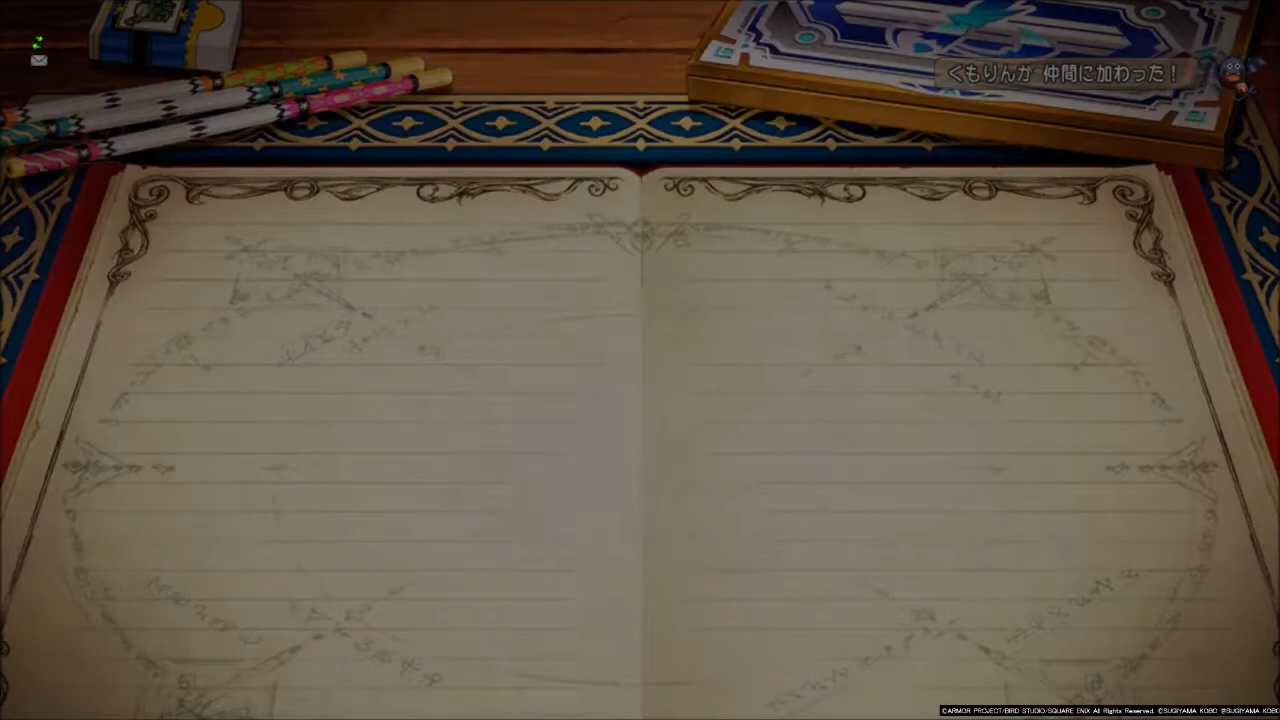 くもりんが 仲間に加わった！
©ARMOR PROJECT/BIRD STUDIO/SQUARE ENIX All Rights Reserved. ©SUGIYAMA KOBO ℗SUGIYAMA KOBO